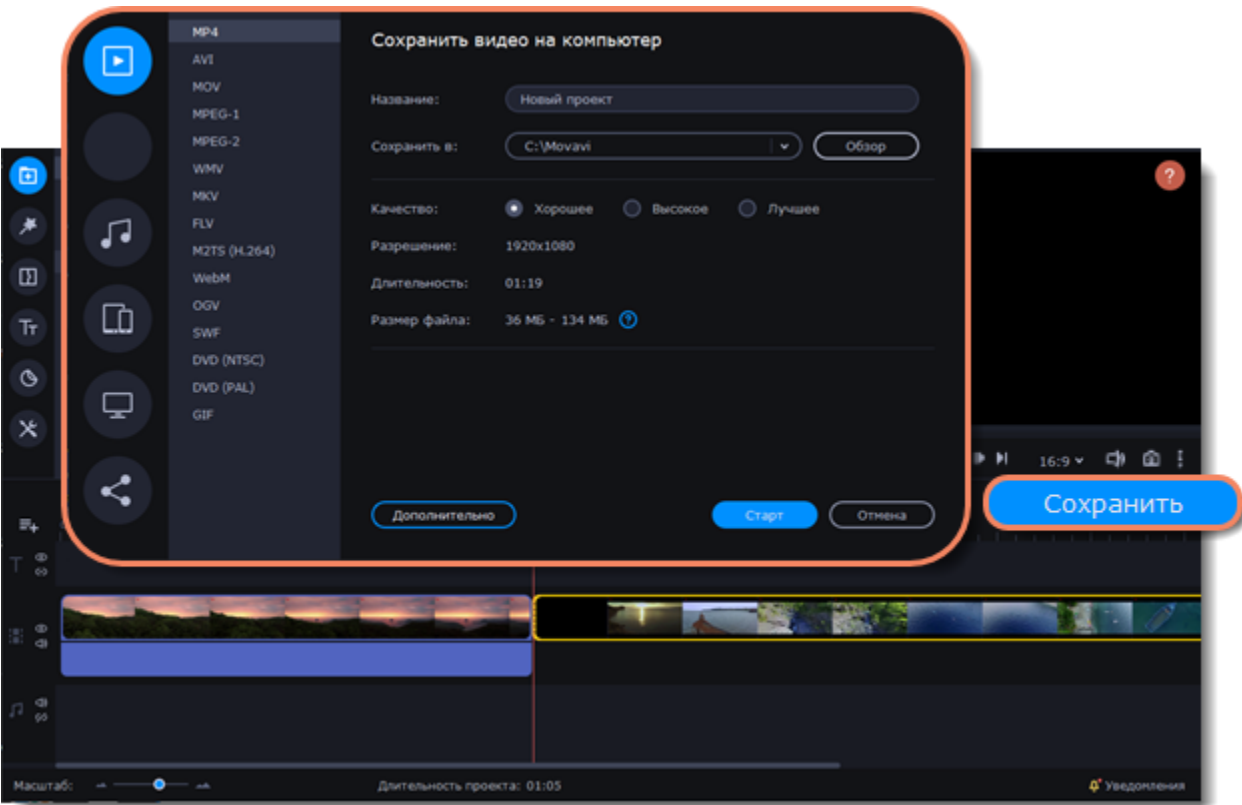 MP4
AVI
MOV
MPEG-1
MPEG-2
WMV
MKV
FLV
M2TS (H.264)
WebM
OGV
SWF
DVD (NTSC)
DVD (PAL)
GIF
Сохранить видео на компьютер
Название: Новый проект
Сохранить в: C:\Movavi Обзор
Качество: Хорошее Высокое Лучшее
Разрешение: 1920x1080
Длительность: 01:19
Размер файла: 36 МБ - 134 МБ ?
Дополнительно Старт Отмена
?
16:9
Сохранить
Масштаб: Длительность проекта: 01:05 Уведомления